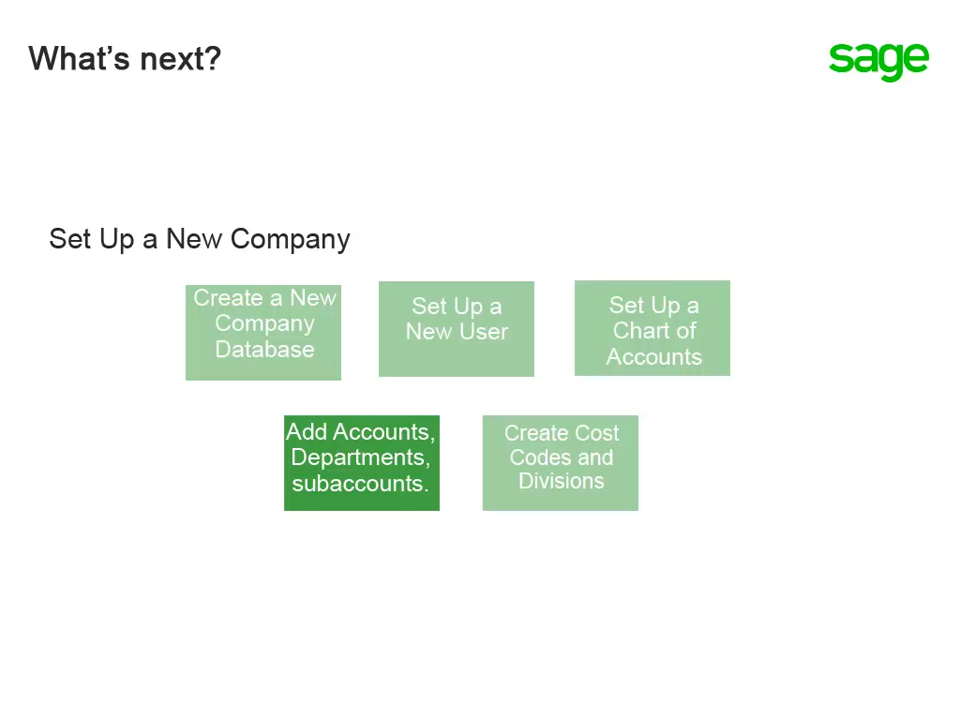 What's next?
sage
Set Up a New Company
Create a New
Company
Database
Set Up a
New User
Set Up a
Chart of
Accounts
Add Accounts,
Departments,
subaccounts.
Create Cost
Codes and
Divisions